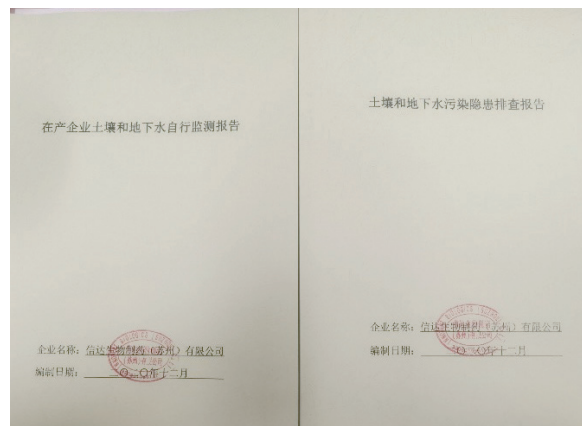 在产企业土壤和地下水自行监测报告
企业名称：信达生物制药（苏州）有限公司
编制日期：二〇二〇年十二月
土壤和地下水污染隐患排查报告
企业名称：信达生物制药（苏州）有限公司
编制日期：二〇二〇年十二月